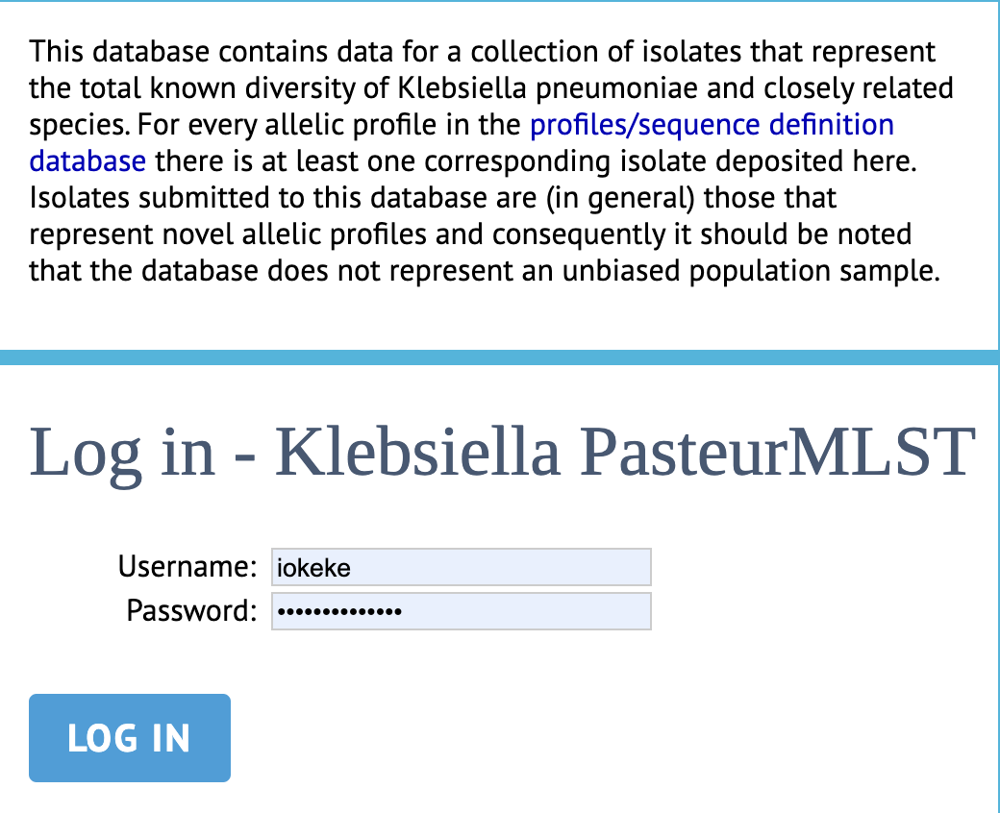 This database contains data for a collection of isolates that represent
the total known diversity of Klebsiella pneumoniae and closely related
species. For every allelic profile in the profiles/sequence definition
database there is at least one corresponding isolate deposited here.
Isolates submitted to this database are (in general) those that
represent novel allelic profiles and consequently it should be noted
that the database does not represent an unbiased population sample.
Log in - Klebsiella PasteurMLST
Username: iokeke
Password: ••••••••••••••
LOG IN